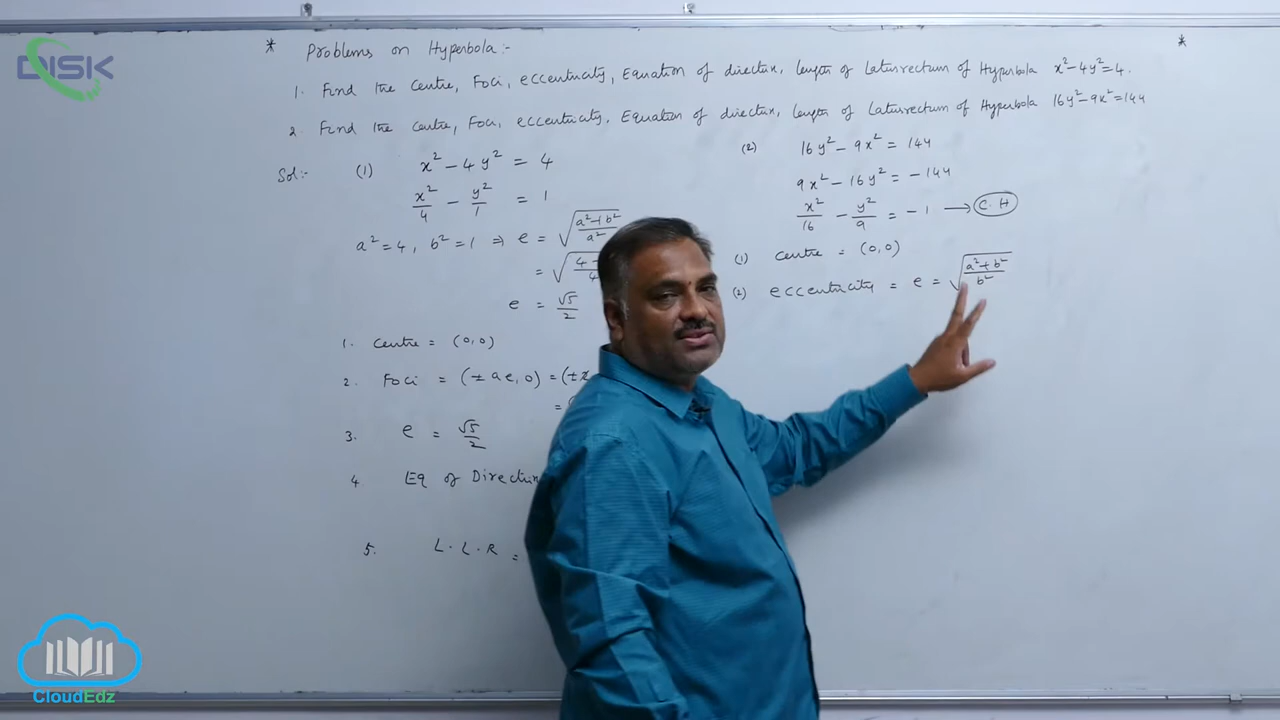 DISK
* Problems on Hyperbola :- *
1. Find the Centre, Foci, eccentricity, Equation of directrix, length of Latusrectum of Hyperbola x²-4y²=4.
2. Find the Centre, Foci, eccentricity, Equation of directrix, length of Latusrectum of Hyperbola 16y²-9x²=144
Sol:- (1) x²-4y² = 4
x²/4 - y²/1 = 1
a²=4, b²=1 ⇒ e = √((a²+b²)/a²)
= √(4
e = √5/2
1. Centre = (0,0)
2. Foci = (±ae, 0) = (±
= (
3. e = √5/2
4 Eq of Directrix
5. L.L.R =
(2) 16y² - 9x² = 144
9x² - 16y² = -144
x²/16 - y²/9 = -1 → C.H
(1) Centre = (0,0)
(2) eccentricity = e = √((a²+b²)/b²)
CloudEdz